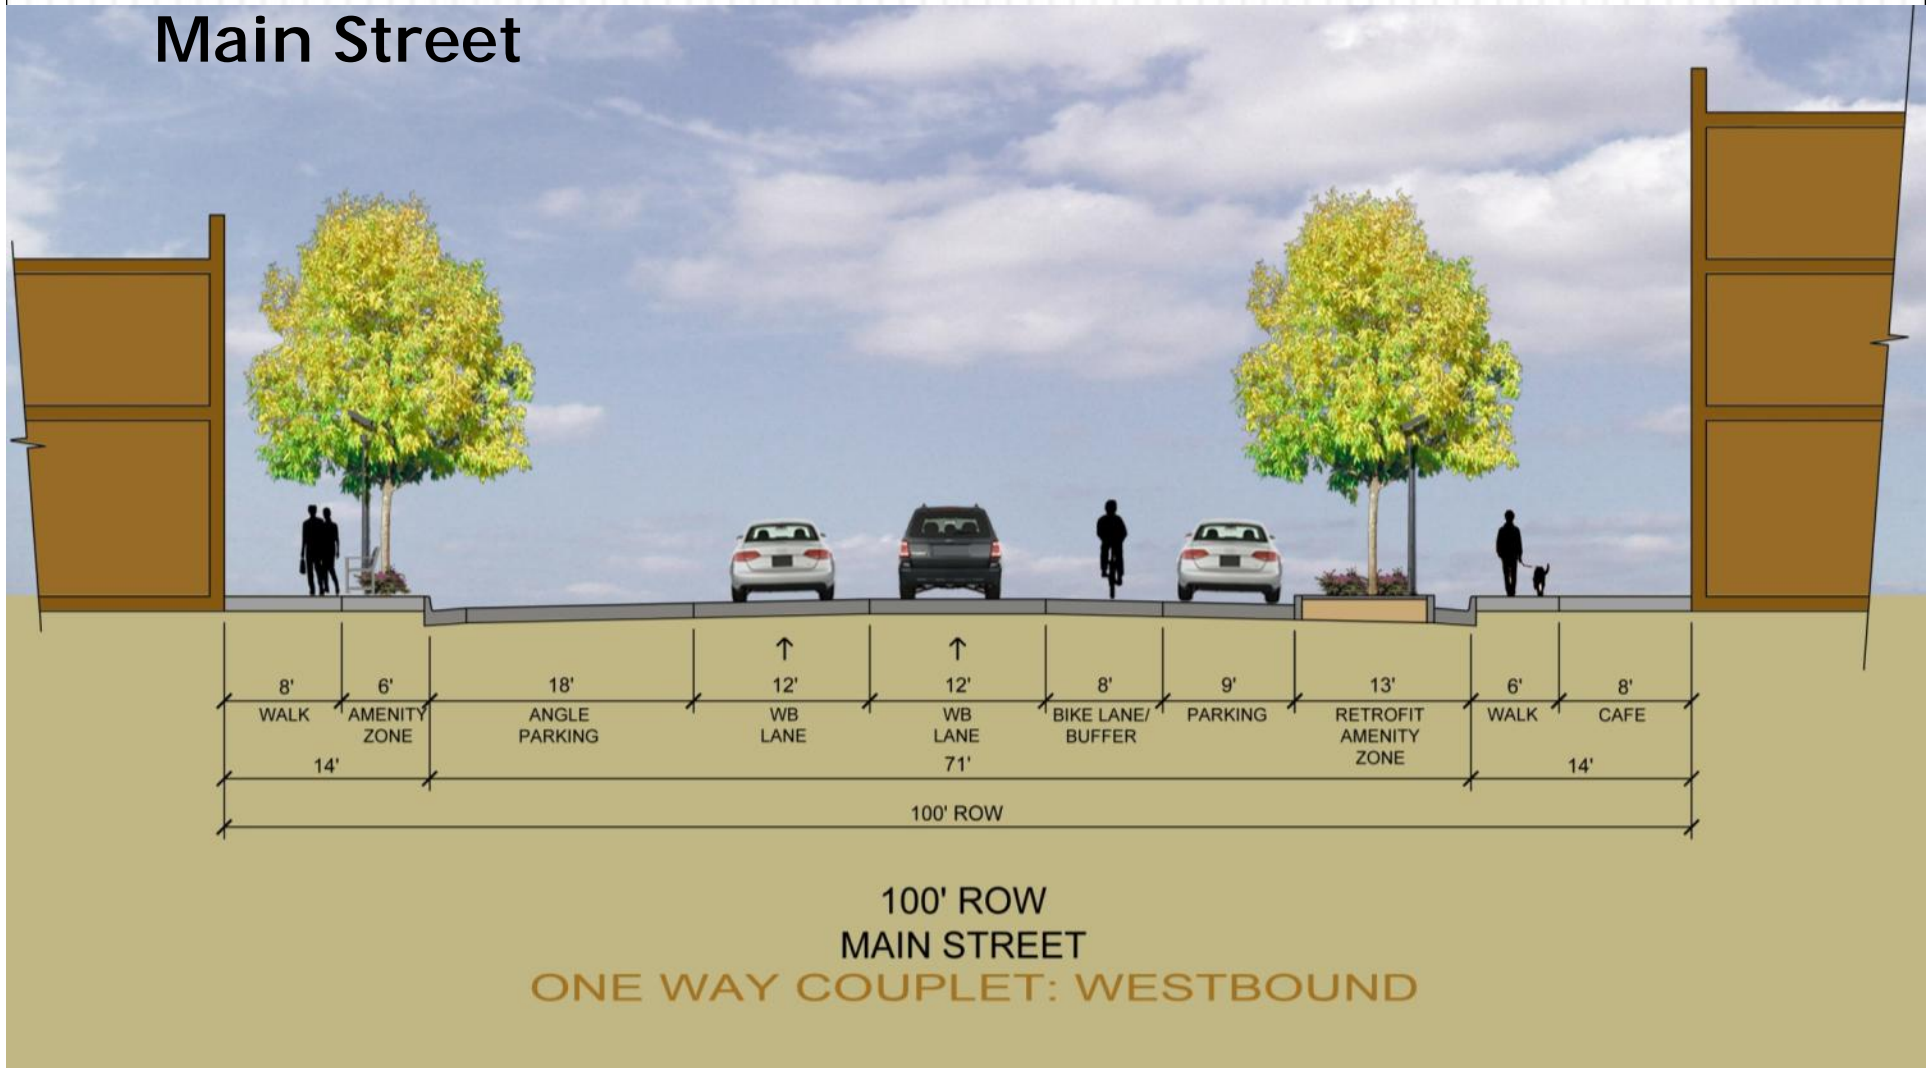 Main Street
8' 6' 18' 12' 12' 8' 9' 13' 6' 8'
WALK AMENITY ZONE ANGLE PARKING WB LANE WB LANE BIKE LANE/ BUFFER PARKING RETROFIT AMENITY ZONE WALK CAFE
14' 71' 14'
100' ROW
100' ROW
MAIN STREET
ONE WAY COUPLET: WESTBOUND